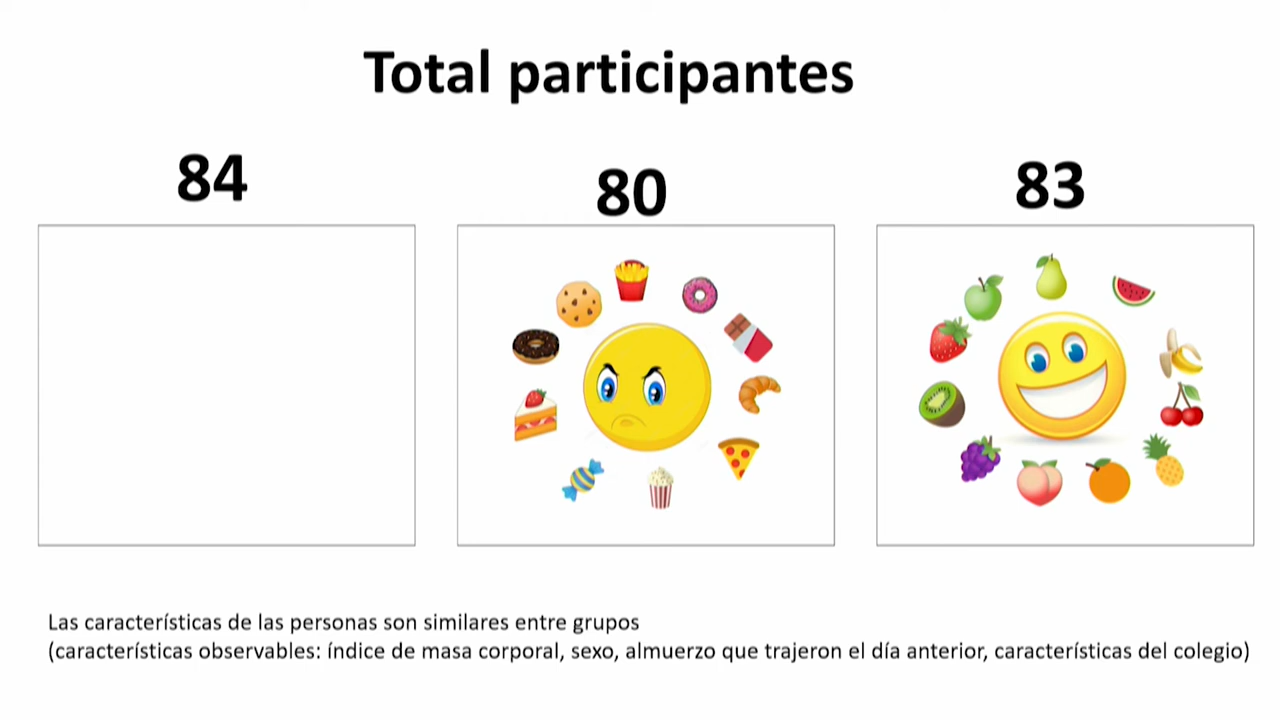 Total participantes
84
80
83
Las características de las personas son similares entre grupos
(características observables: índice de masa corporal, sexo, almuerzo que trajeron el día anterior, características del colegio)